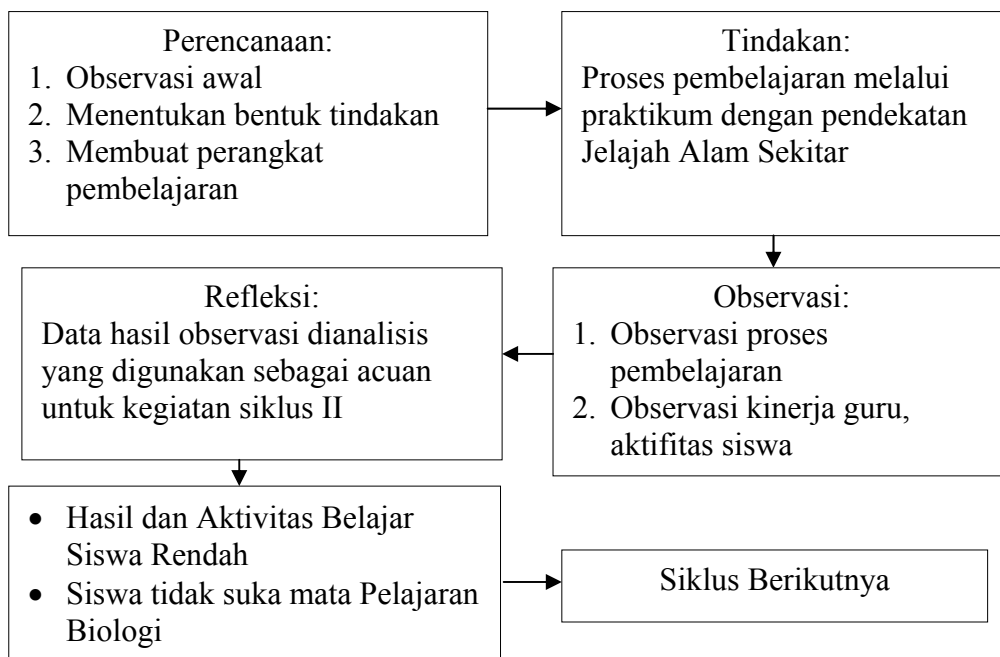 Perencanaan:
1. Observasi awal
2. Menentukan bentuk tindakan
3. Membuat perangkat
pembelajaran
Tindakan:
Proses pembelajaran melalui
praktikum dengan pendekatan
Jelajah Alam Sekitar
Observasi:
1. Observasi proses
pembelajaran
2. Observasi kinerja guru,
aktifitas siswa
Refleksi:
Data hasil observasi dianalisis
yang digunakan sebagai acuan
untuk kegiatan siklus II
• Hasil dan Aktivitas Belajar
Siswa Rendah
• Siswa tidak suka mata Pelajaran
Biologi
Siklus Berikutnya